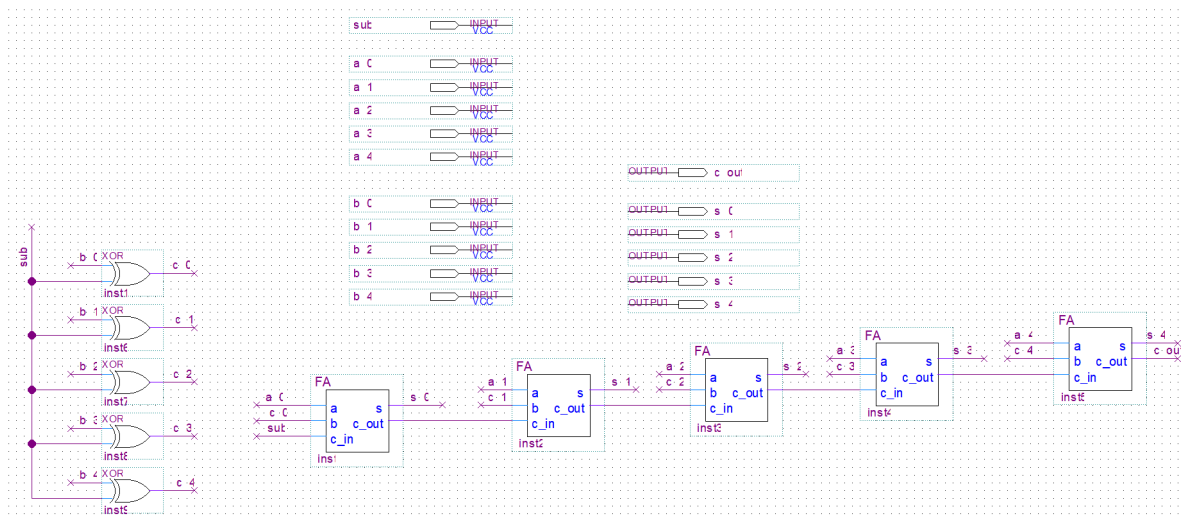 sub INPUT VCC
a 0 INPUT VCC
a 1 INPUT VCC
a 2 INPUT VCC
a 3 INPUT VCC
a 4 INPUT VCC
OUTPUT c out
b 0 INPUT VCC
b 1 INPUT VCC
b 2 INPUT VCC
b 3 INPUT VCC
b 4 INPUT VCC
OUTPUT s 0
OUTPUT s 1
OUTPUT s 2
OUTPUT s 3
OUTPUT s 4
sub
b 0 XOR c 0
inst1
b 1 XOR c 1
inst6
b 2 XOR c 2
inst7
b 3 XOR c 3
inst8
b 4 XOR c 4
inst9
FA
a 0 a s s 0
c 0 b c_out
sub c_in
inst
FA
a 1 a s s 1
c 1 b c_out
c_in
inst2
FA
a 2 a s s 2
c 2 b c_out
c_in
inst3
FA
a 3 a s s 3
c 3 b c_out
c_in
inst4
FA
a 4 a s s 4
c 4 b c_out c out
c_in
inst5